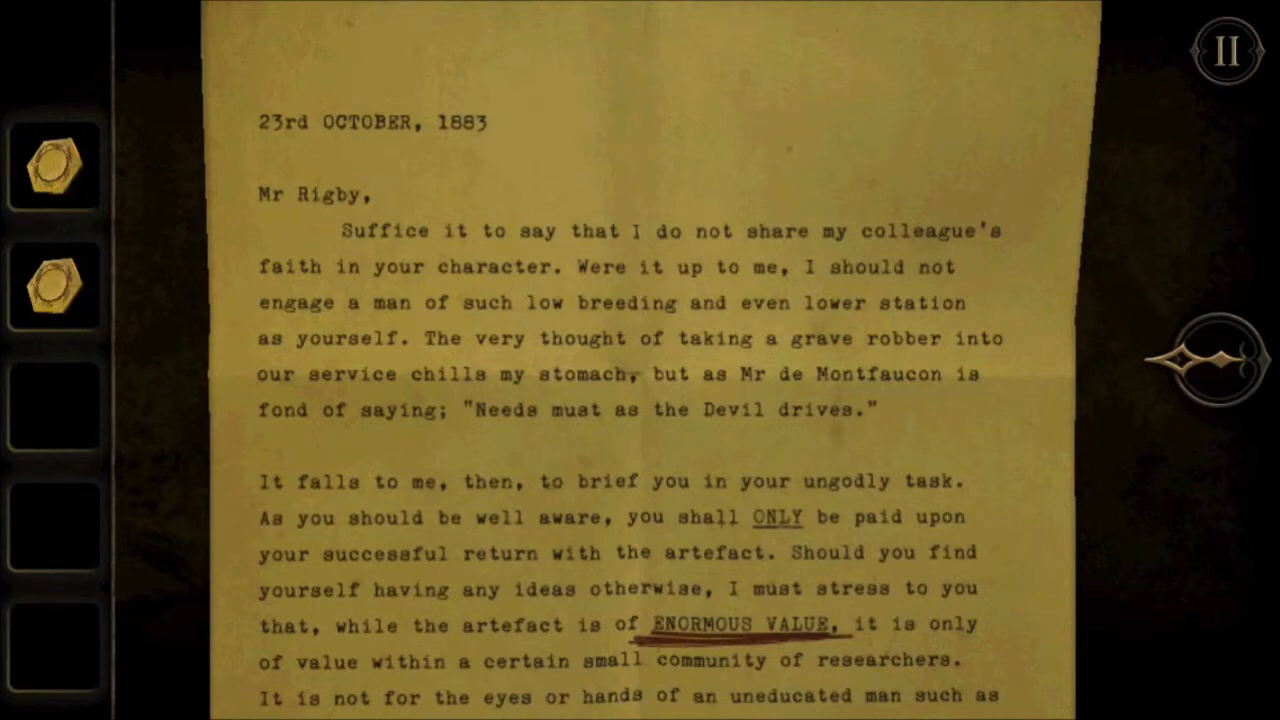 23rd OCTOBER, 1883
Mr Rigby,
Suffice it to say that I do not share my colleague's
faith in your character. Were it up to me, I should not
engage a man of such low breeding and even lower station
as yourself. The very thought of taking a grave robber into
our service chills my stomach, but as Mr de Montfaucon is
fond of saying; "Needs must as the Devil drives."
It falls to me, then, to brief you in your ungodly task.
As you should be well aware, you shall ONLY be paid upon
your successful return with the artefact. Should you find
yourself having any ideas otherwise, I must stress to you
that, while the artefact is of ENORMOUS VALUE, it is only
of value within a certain small community of researchers.
It is not for the eyes or hands of an uneducated man such as